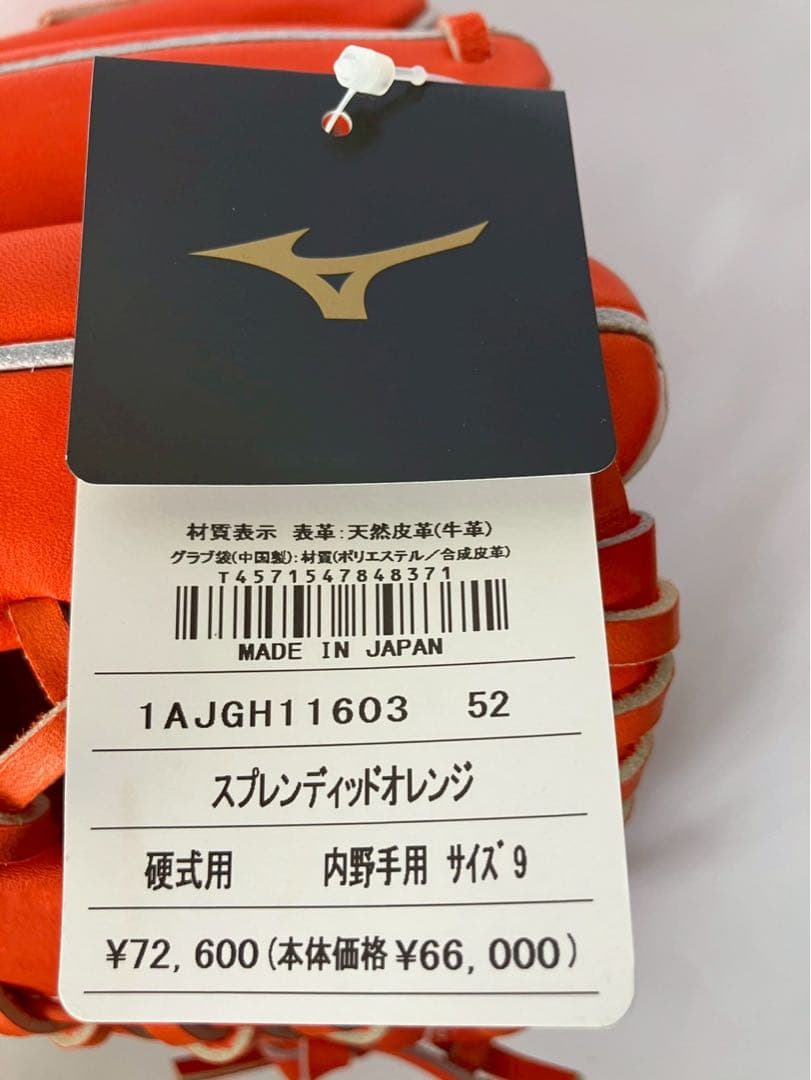 材質表示 表革:天然皮革(牛革)
グラブ袋(中国製):材質(ポリエステル/合成皮革)
T4571547848371
MADE IN JAPAN
1AJGH11603 52
スプレンディッドオレンジ
硬式用 内野手用 サイズ9
¥72,600(本体価格¥66,000)